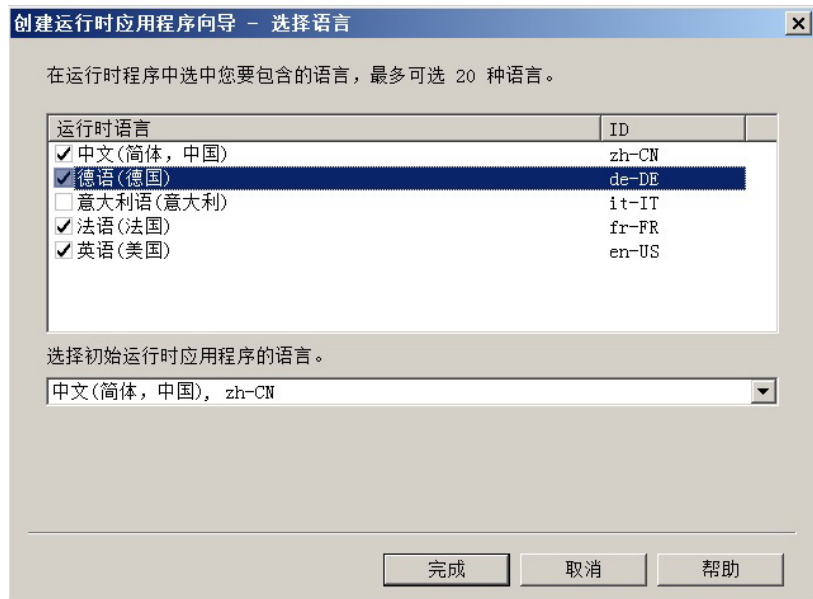 创建运行时应用程序向导 - 选择语言
在运行时程序中选中您要包含的语言，最多可选 20 种语言。
运行时语言 ID
中文(简体，中国) zh-CN
德语(德国) de-DE
意大利语(意大利) it-IT
法语(法国) fr-FR
英语(美国) en-US
选择初始运行时应用程序的语言。
中文(简体，中国), zh-CN
完成 取消 帮助